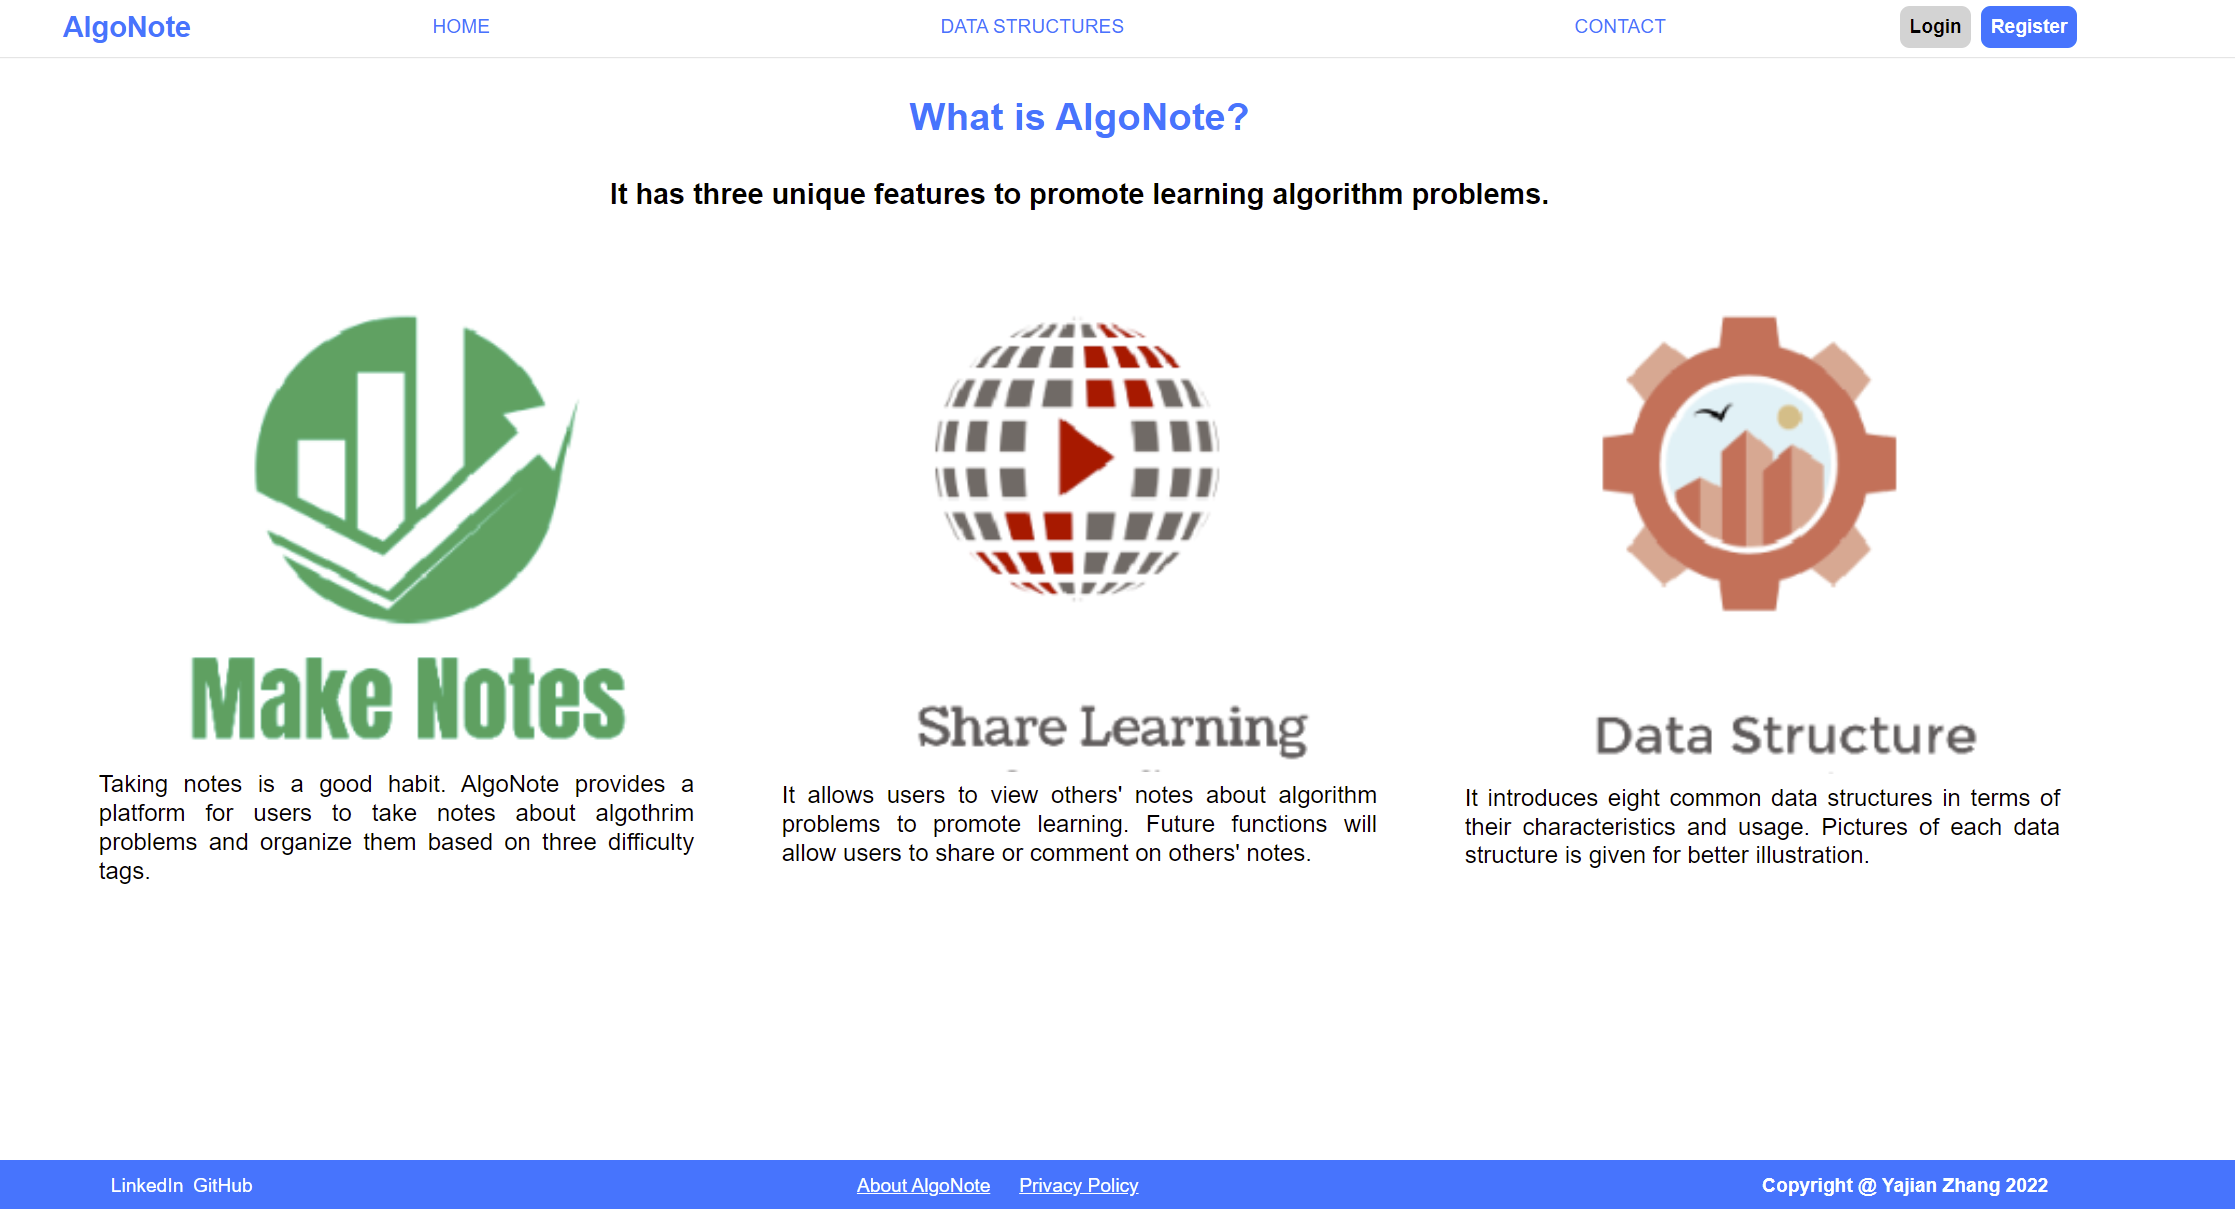 AlgoNote
HOME
DATA STRUCTURES
CONTACT
Login
Register
What is AlgoNote?
It has three unique features to promote learning algorithm problems.
Make Notes
Taking notes is a good habit. AlgoNote provides a
platform for users to take notes about algothrim
problems and organize them based on three difficulty
tags.
Share Learning
It allows users to view others' notes about algorithm
problems to promote learning. Future functions will
allow users to share or comment on others' notes.
Data Structure
It introduces eight common data structures in terms of
their characteristics and usage. Pictures of each data
structure is given for better illustration.
LinkedIn GitHub
About AlgoNote
Privacy Policy
Copyright @ Yajian Zhang 2022